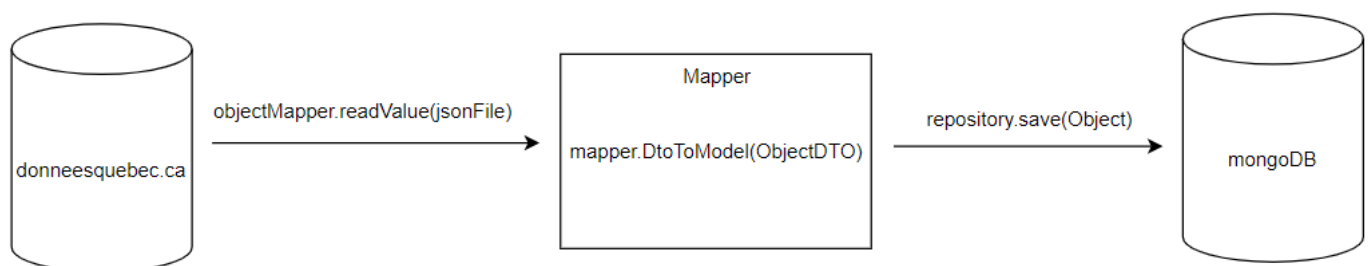 donneesquebec.ca
objectMapper.readValue(jsonFile)
Mapper
mapper.DtoToModel(ObjectDTO)
repository.save(Object)
mongoDB